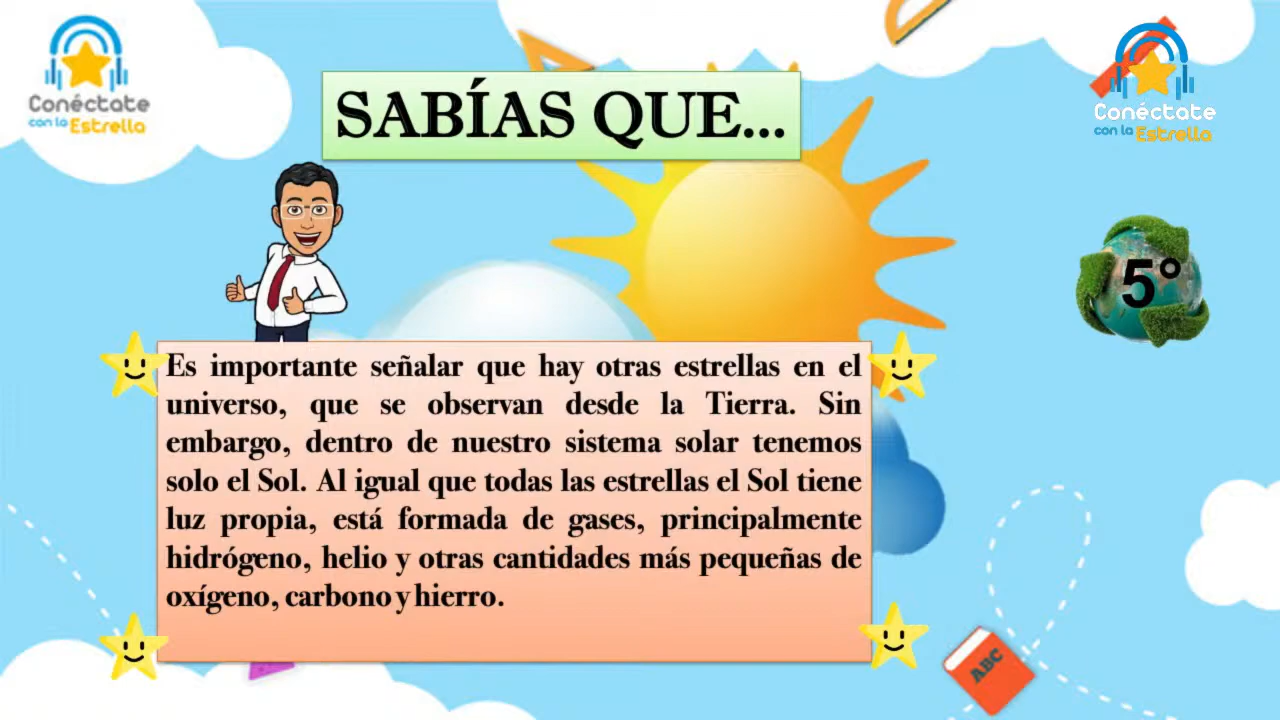 Conéctate
con la Estrella
SABÍAS QUE...
Conéctate
con la Estrella
5°
Es importante señalar que hay otras estrellas en el
universo, que se observan desde la Tierra. Sin
embargo, dentro de nuestro sistema solar tenemos
solo el Sol. Al igual que todas las estrellas el Sol tiene
luz propia, está formada de gases, principalmente
hidrógeno, helio y otras cantidades más pequeñas de
oxígeno, carbono y hierro.
ABC